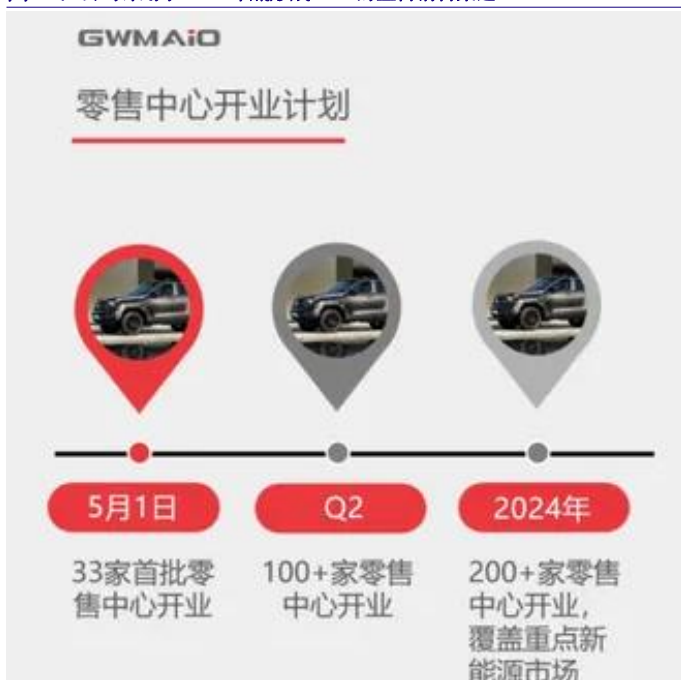 GWMAiO
零售中心开业计划
5月1日
Q2
2024年
33家首批零
售中心开业
100+家零售
中心开业
200+家零售
中心开业，
覆盖重点新
能源市场